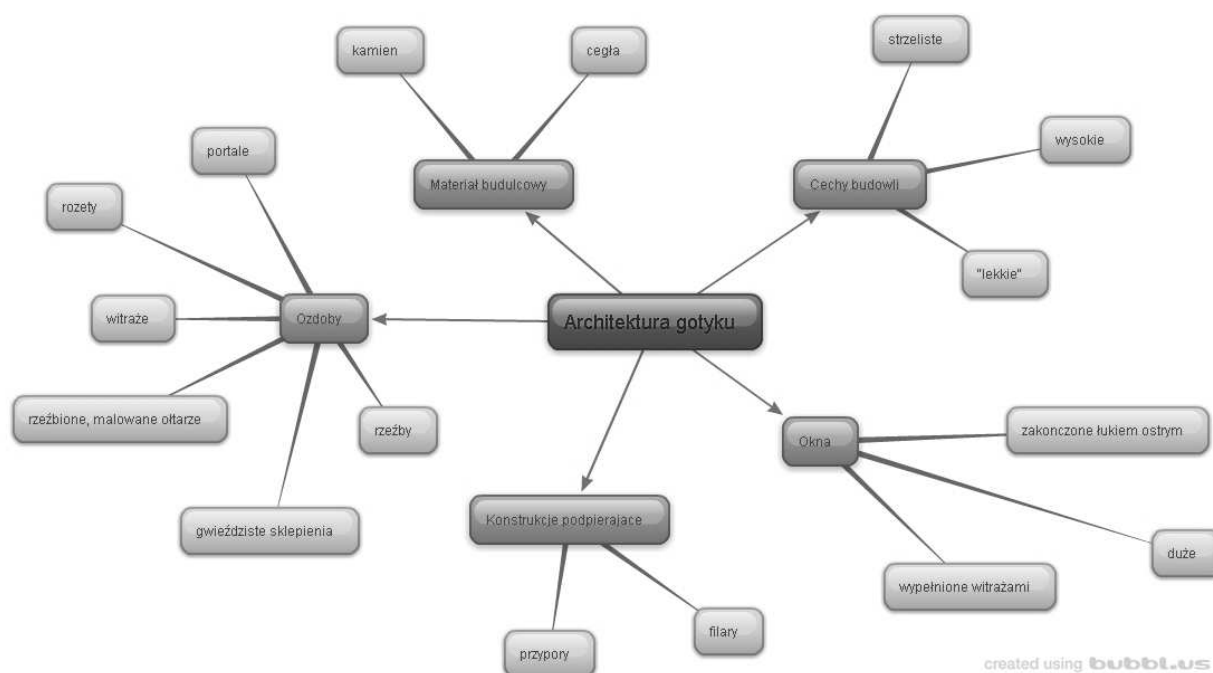 kamien
cegła
strzeliste
portale
wysokie
Materiał budulcowy
Cechy budowli
rozety
"lekkie"
witraże
Ozdoby
Architektura gotyku
rzeźbione, malowane ołtarze
rzeźby
Okna
zakonczone łukiem ostrym
gwieździste sklepienia
Konstrukcje podpierajace
duże
wypełnione witrażami
filary
przypory
created using bubbl.us